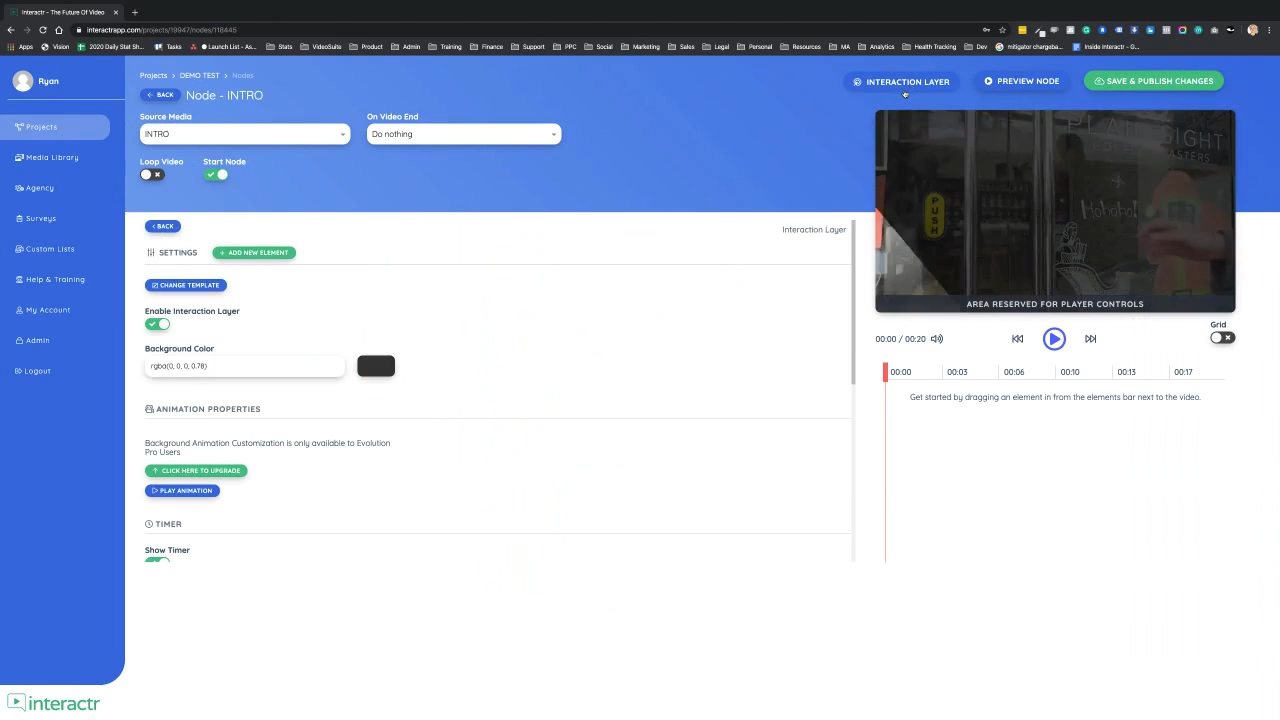 Interactr - The Future Of Video
interactrapp.com/projects/19947/nodes/118445
Apps
Vision
2020 Daily Stat Sh...
Tasks
Launch List - As...
Stats
VideoSuite
Product
Admin
Training
Finance
Support
PPC
Social
Marketing
Sales
Legal
Personal
Resources
MA
Analytics
Health Tracking
Dev
mitigator chargeba...
Inside Interactr - G...
Ryan
Projects
Media Library
Agency
Surveys
Custom Lists
Help & Training
My Account
Admin
Logout
interactr
Projects > DEMO TEST > Nodes
BACK
Node - INTRO
INTERACTION LAYER
PREVIEW NODE
SAVE & PUBLISH CHANGES
Source Media
On Video End
INTRO
Do nothing
Loop Video
Start Node
BACK
Interaction Layer
SETTINGS
+ ADD NEW ELEMENT
CHANGE TEMPLATE
Enable Interaction Layer
Background Color
rgba(0, 0, 0, 0.78)
ANIMATION PROPERTIES
Background Animation Customization is only available to Evolution
Pro Users
CLICK HERE TO UPGRADE
PLAY ANIMATION
TIMER
Show Timer
PLAIN SIGHT
PUSH
Hohoho!
AREA RESERVED FOR PLAYER CONTROLS
00:00 / 00:20
Grid
00:00
00:03
00:06
00:10
00:13
00:17
Get started by dragging an element in from the elements bar next to the video.